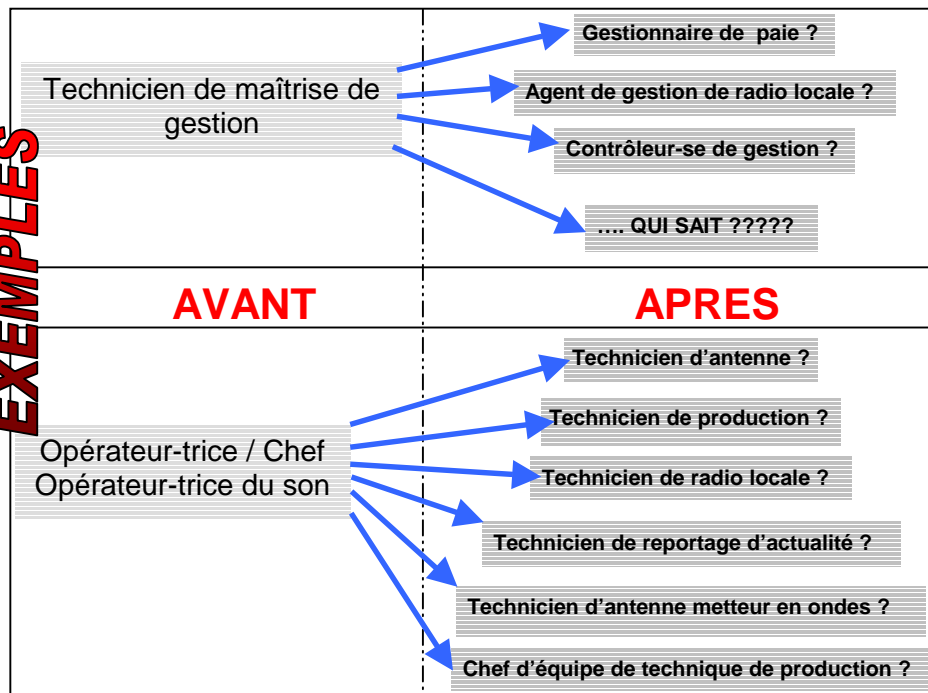 EXEMPLES
Technicien de maîtrise de
gestion
Gestionnaire de paie ?
Agent de gestion de radio locale ?
Contrôleur-se de gestion ?
.... QUI SAIT ?????
AVANT
APRES
Opérateur-trice / Chef
Opérateur-trice du son
Technicien d'antenne ?
Technicien de production ?
Technicien de radio locale ?
Technicien de reportage d'actualité ?
Technicien d'antenne metteur en ondes ?
Chef d'équipe de technique de production ?